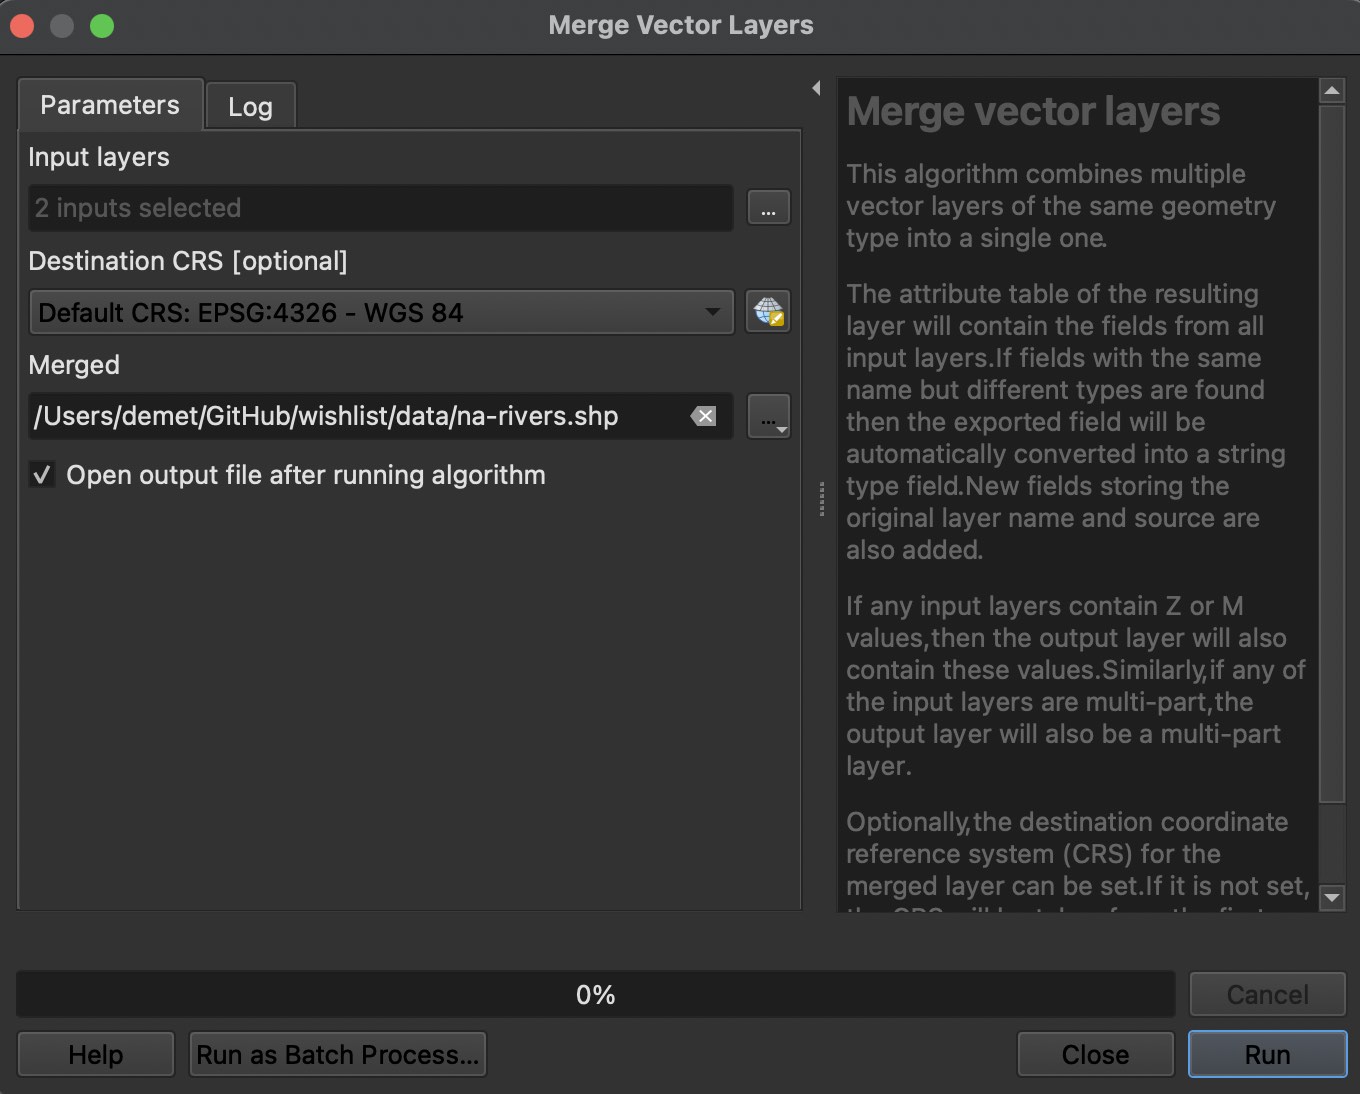 Merge Vector Layers
Parameters
Log
Input layers
2 inputs selected
...
Destination CRS [optional]
Default CRS: EPSG:4326 - WGS 84
Merged
/Users/demet/GitHub/wishlist/data/na-rivers.shp
...
Open output file after running algorithm
Merge vector layers
This algorithm combines multiple
vector layers of the same geometry
type into a single one.
The attribute table of the resulting
layer will contain the fields from all
input layers.If fields with the same
name but different types are found
then the exported field will be
automatically converted into a string
type field.New fields storing the
original layer name and source are
also added.
If any input layers contain Z or M
values,then the output layer will also
contain these values.Similarly,if any of
the input layers are multi-part,the
output layer will also be a multi-part
layer.
Optionally,the destination coordinate
reference system (CRS) for the
merged layer can be set.If it is not set,
0%
Cancel
Help
Run as Batch Process...
Close
Run